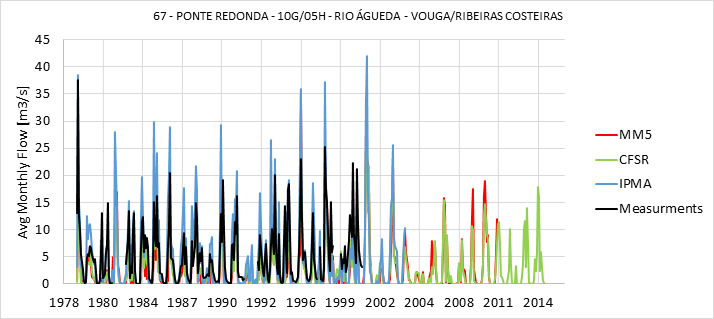 67 - PONTE REDONDA - 10G/05H - RIO ÁGUEDA - VOUGA/RIBEIRAS COSTEIRAS
Avg Monthly Flow [m3/s]
45
40
35
30
25
20
15
10
5
0
1978 1980 1984 1987 1990 1992 1996 1999 2002 2004 2008 2010 2014
MM5
CFSR
IPMA
Measurments